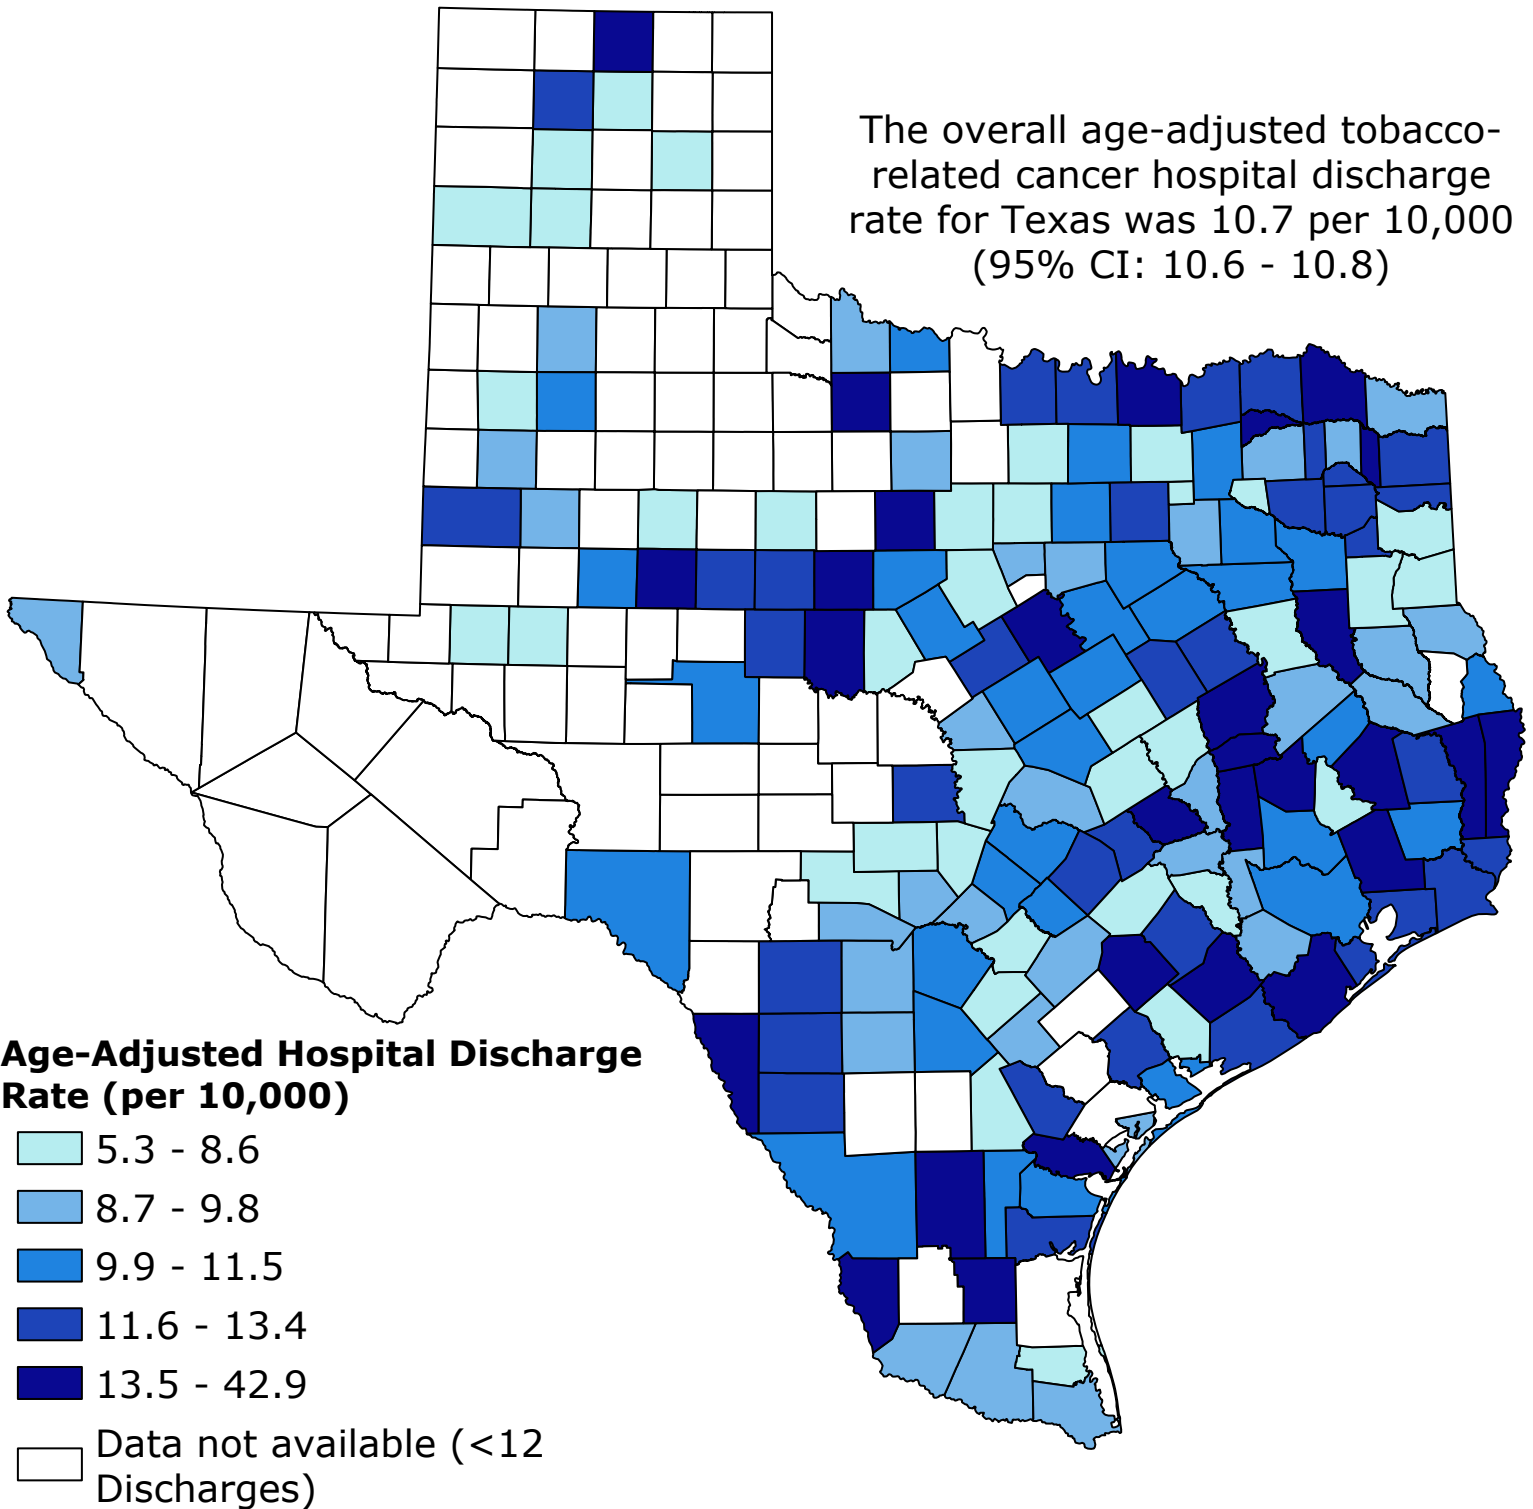 The overall age-adjusted tobacco-
related cancer hospital discharge
rate for Texas was 10.7 per 10,000
(95% CI: 10.6 - 10.8)
Age-Adjusted Hospital Discharge
Rate (per 10,000)
5.3 - 8.6
8.7 - 9.8
9.9 - 11.5
11.6 - 13.4
13.5 - 42.9
Data not available (<12
Discharges)